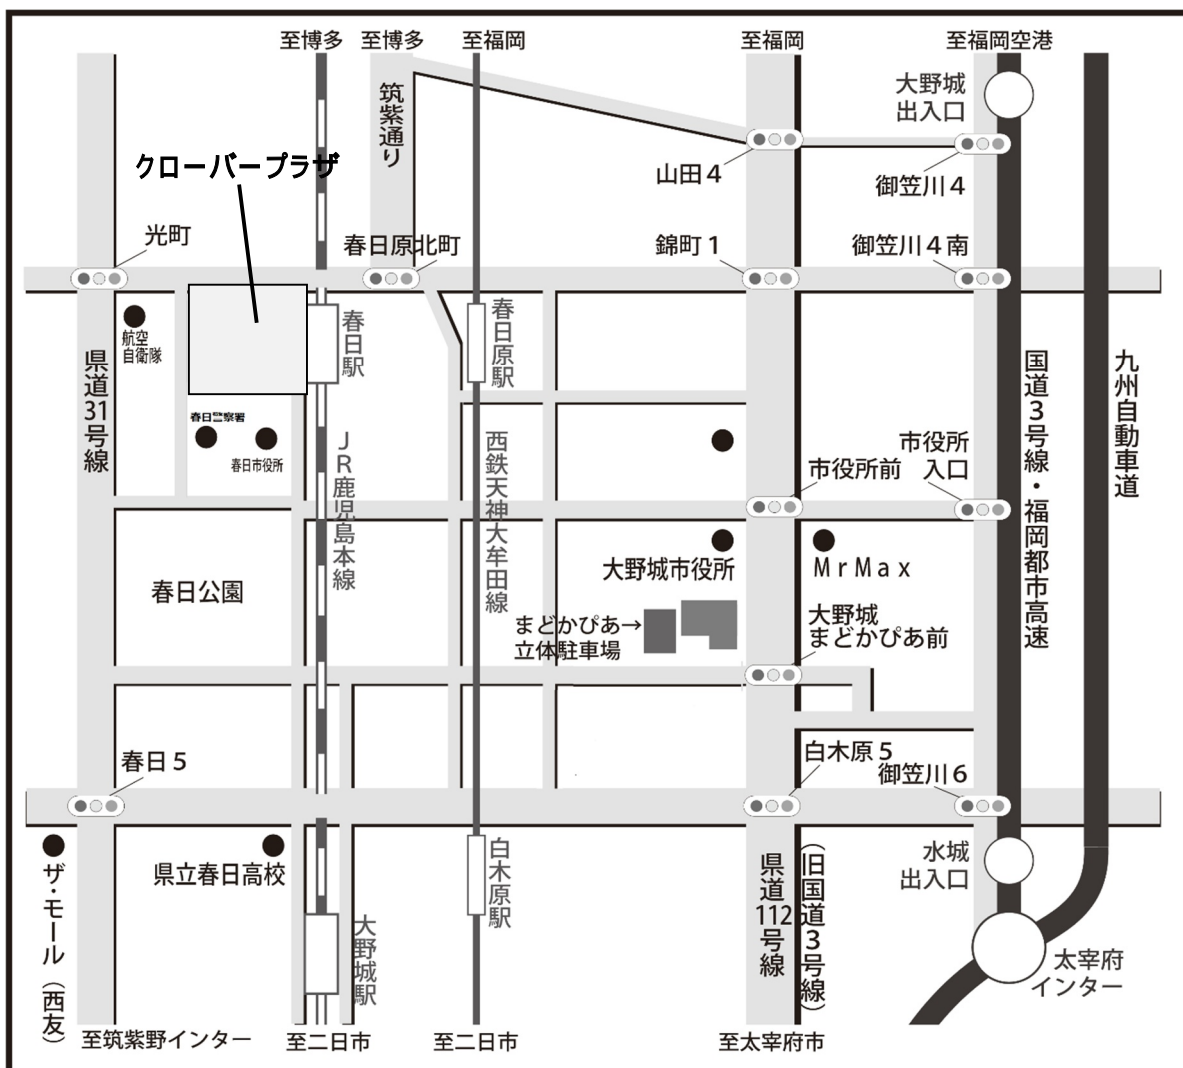 至博多
至博多
至福岡
至福岡
至福岡空港
大野城
出入口
筑紫通り
クローバープラザ
山田4
御笠川4
光町
春日原北町
錦町1
御笠川4南
航空
自衛隊
春日駅
春日原駅
県道31号線
国道3号線・福岡都市高速
九州自動車道
春日警察署
春日市役所
JR鹿児島本線
西鉄天神大牟田線
市役所前
市役所
入口
春日公園
大野城市役所
MrMax
まどかぴあ→
立体駐車場
大野城
まどかぴあ前
春日5
白木原5
御笠川6
ザ・モール(西友)
県立春日高校
白木原駅
大野城駅
県道112号線
(旧国道3号線)
水城
出入口
太宰府
インター
至筑紫野インター
至二日市
至二日市
至太宰府市